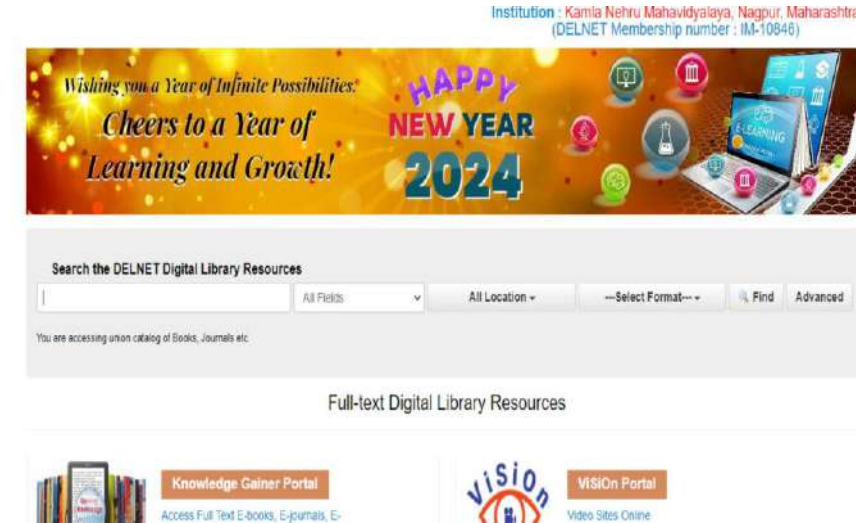 Institution : Kamla Nehru Mahavidyalaya, Nagpur, Maharashtra
(DELNET Membership number : IM-10846)
Wishing you a Year of Infinite Possibilities:
Cheers to a Year of
Learning and Growth!
HAPPY
NEW YEAR
2024
E-LEARNING
Search the DELNET Digital Library Resources
All Fields
All Location
---Select Format---
Find
Advanced
You are accessing union catalog of Books, Journals etc.
Full-text Digital Library Resources
Knowledge Gainer Portal
Access Full Text E-books, E-journals, E-
ViSiOn
ViSiOn Portal
Video Sites Online